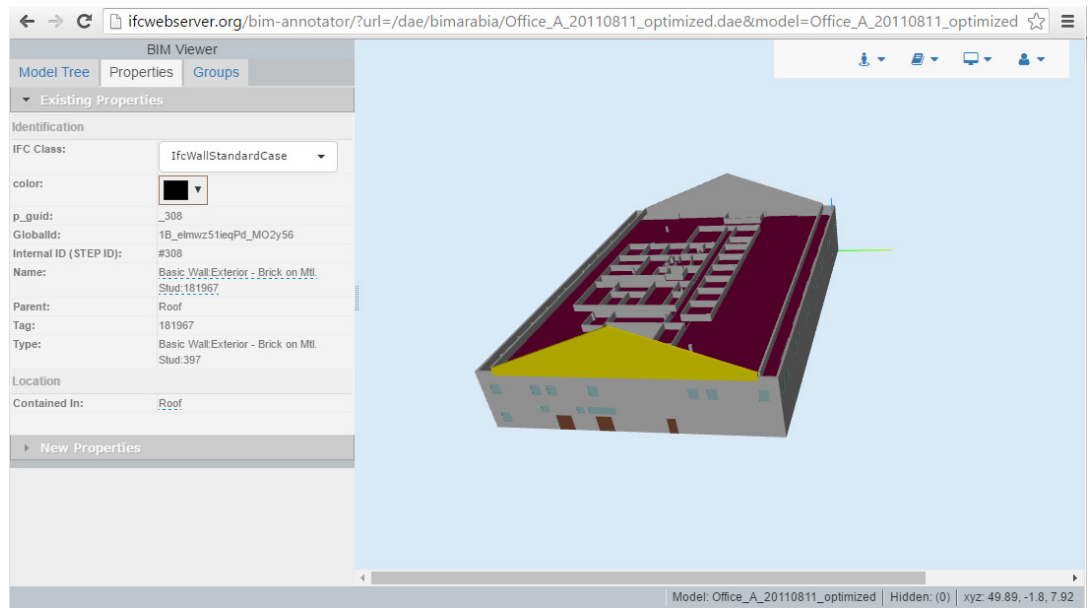 ifcwebserver.org/bim-annotator/?url=/dae/bimarabia/Office_A_20110811_optimized.dae&model=Office_A_20110811_optimized
BIM Viewer
Model Tree Properties Groups
Existing Properties
Identification
IFC Class: IfcWallStandardCase
color:
p_guid: _308
GlobalId: 1B_elmwz51ieqPd_MO2y56
Internal ID (STEP ID): #308
Name: Basic Wall:Exterior - Brick on Mtl.
Stud:181967
Parent: Roof
Tag: 181967
Type: Basic Wall:Exterior - Brick on Mtl.
Stud:397
Location
Contained In: Roof
New Properties
Model: Office_A_20110811_optimized Hidden: (0) xyz: 49.89, -1.8, 7.92